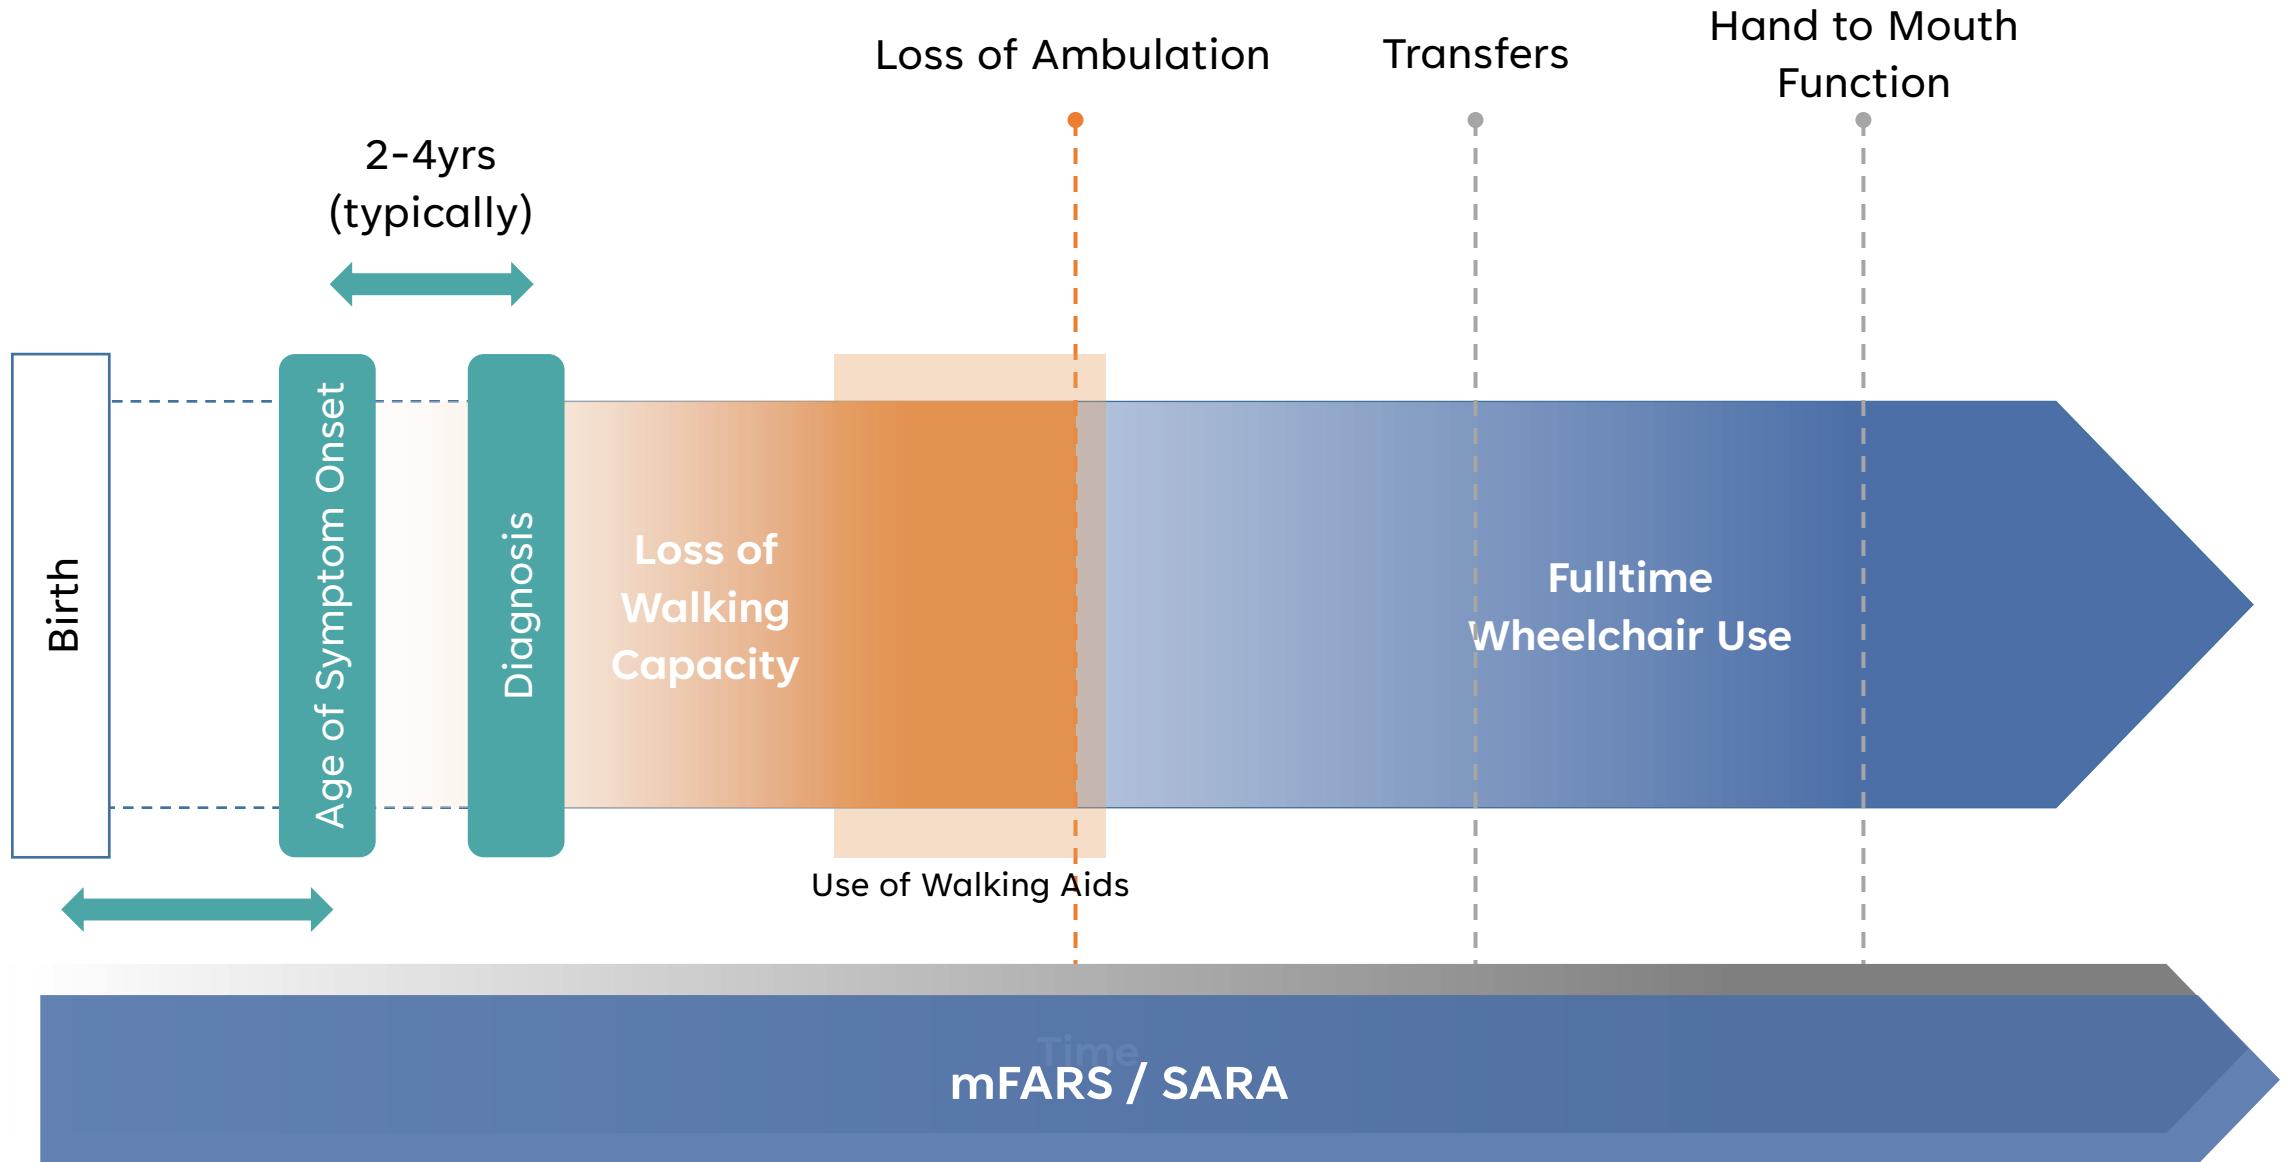 Loss of Ambulation
Transfers
Hand to Mouth
Function
2-4yrs
(typically)
Birth
Age of Symptom Onset
Diagnosis
Loss of
Walking
Capacity
Fulltime
Wheelchair Use
Use of Walking Aids
Time
mFARS / SARA